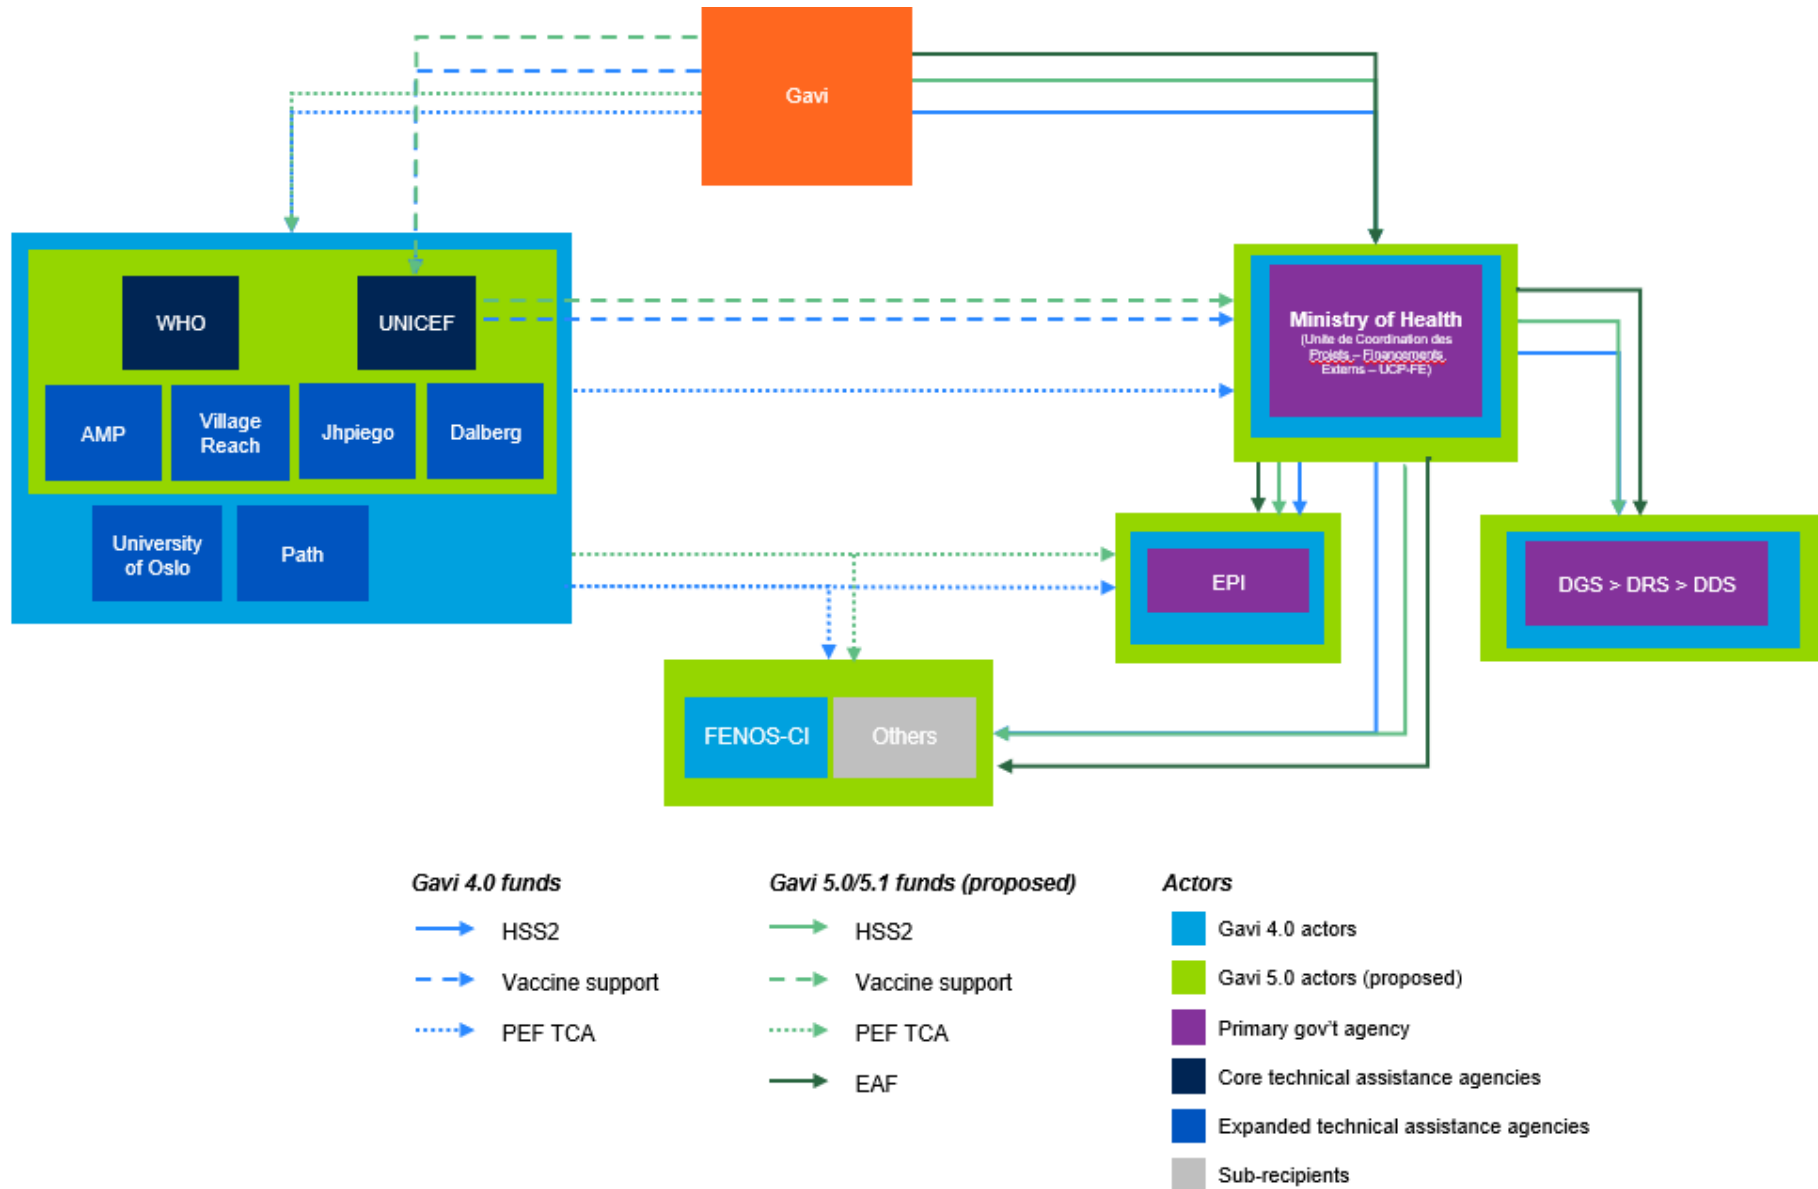 Gavi
WHO
UNICEF
AMP
Village
Reach
Jhpiego
Dalberg
University
of Oslo
Path
Ministry of Health
(Unite de Coordination des
Projets – Financements
Externs – UCP-FE)
EPI
DGS > DRS > DDS
FENOS-CI
Others
Gavi 4.0 funds
HSS2
Vaccine support
PEF TCA
Gavi 5.0/5.1 funds (proposed)
HSS2
Vaccine support
PEF TCA
EAF
Actors
Gavi 4.0 actors
Gavi 5.0 actors (proposed)
Primary gov't agency
Core technical assistance agencies
Expanded technical assistance agencies
Sub-recipients